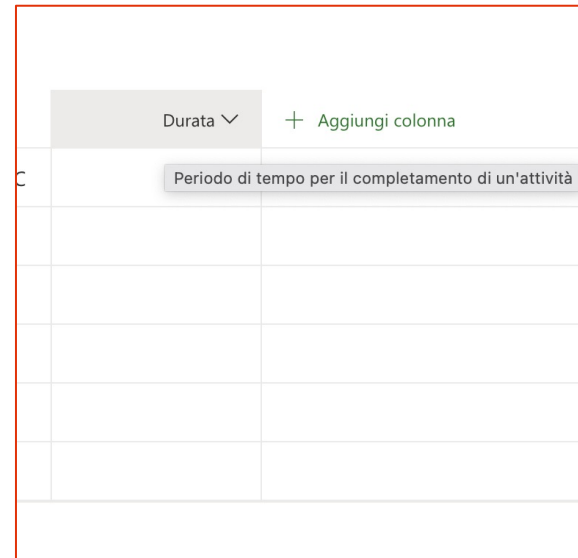 Durata
+ Aggiungi colonna
C
Periodo di tempo per il completamento di un'attività